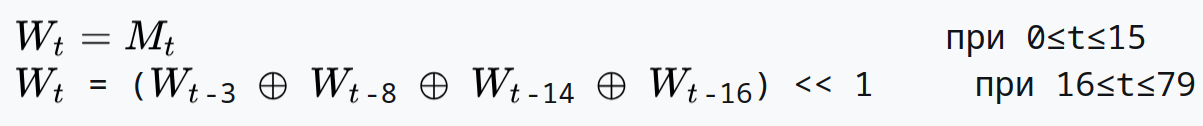 Wₜ = Mₜ при 0≤t≤15
Wₜ = (Wₜ₋₃ ⊕ Wₜ₋₈ ⊕ Wₜ₋₁₄ ⊕ Wₜ₋₁₆) << 1 при 16≤t≤79